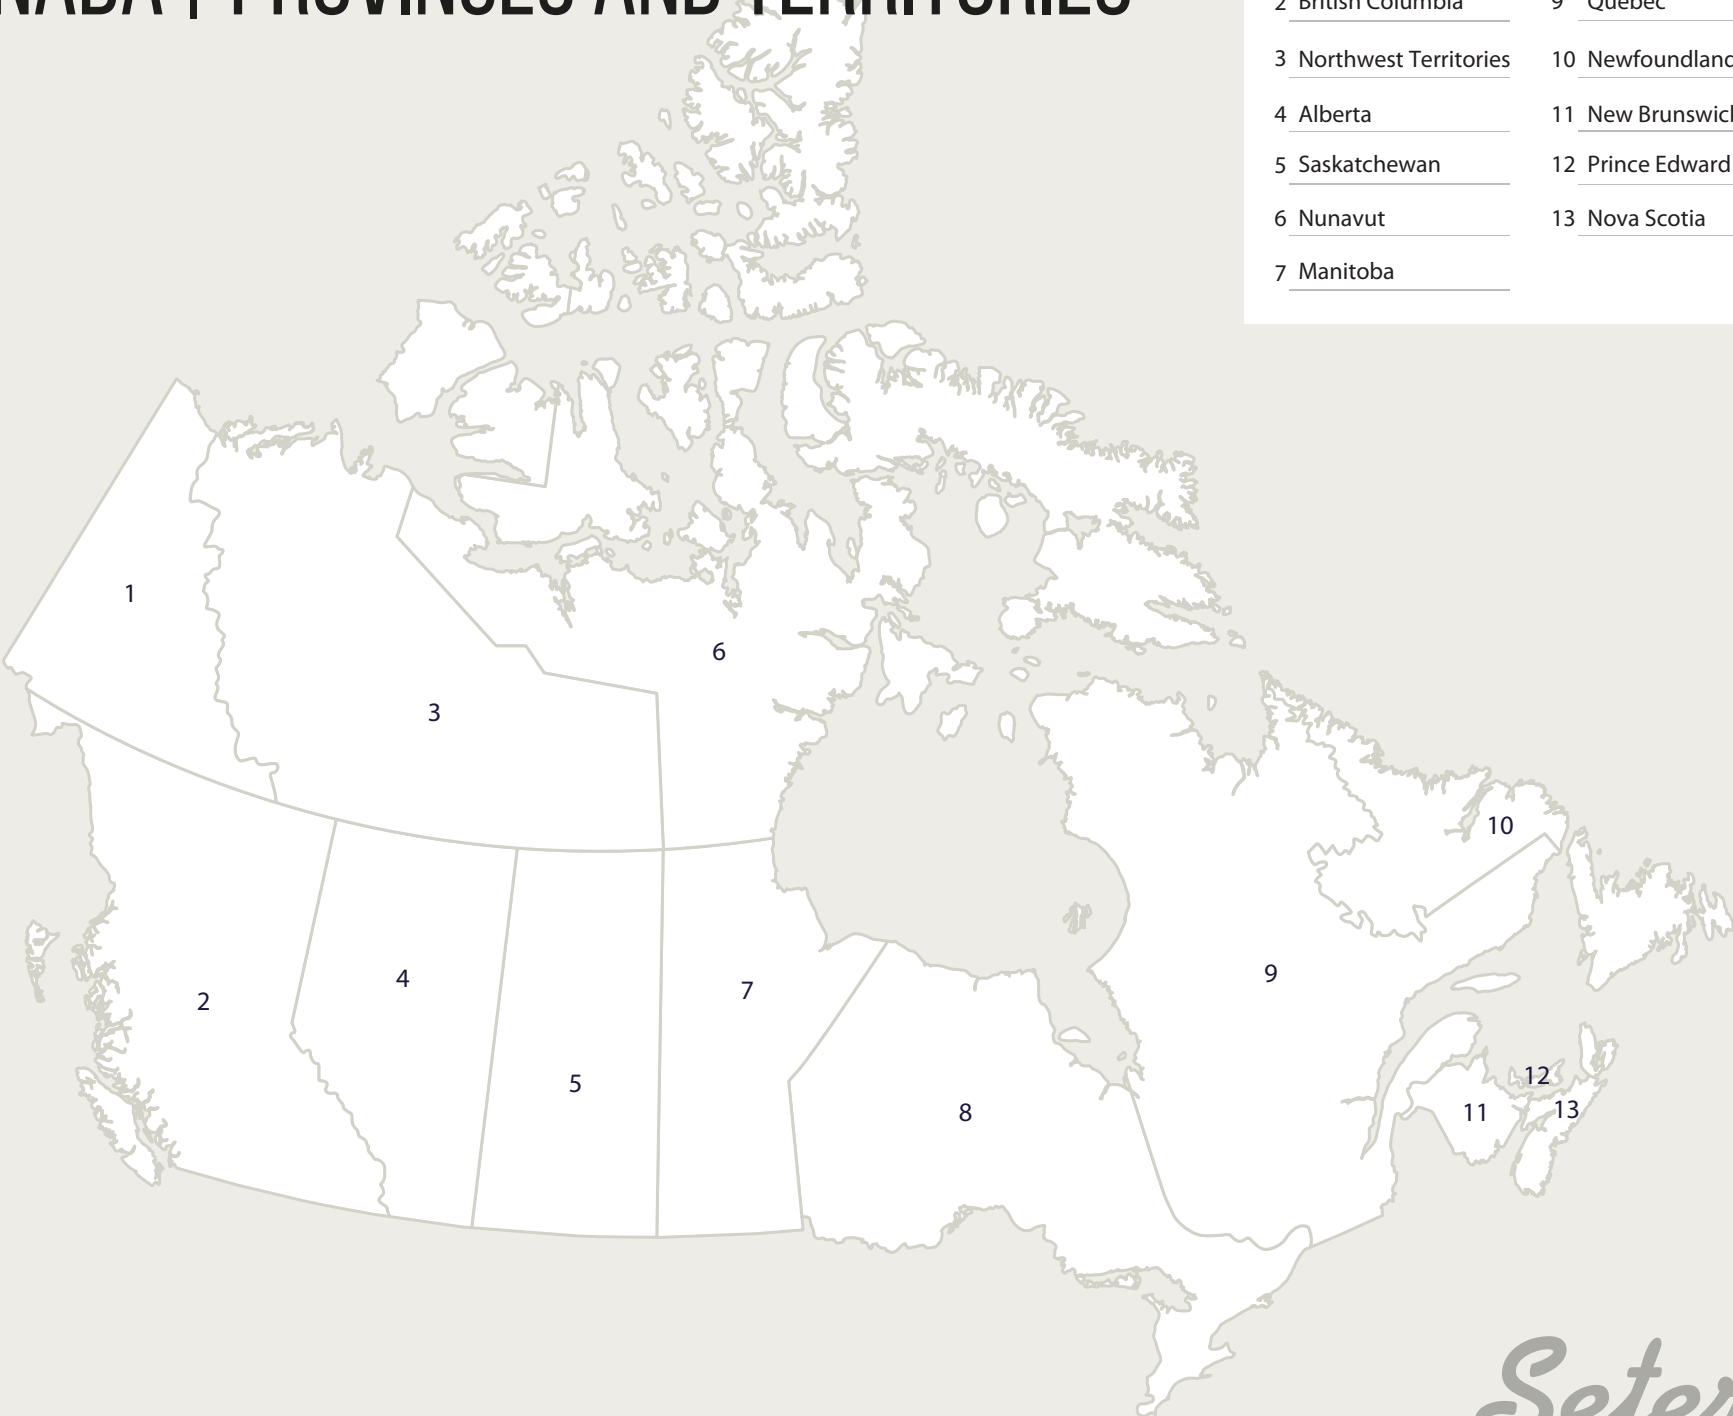 NADA | PROVINCES AND TERRITORIES
2 British Columbia
3 Northwest Territories
4 Alberta
5 Saskatchewan
6 Nunavut
7 Manitoba
9 Quebec
10 Newfoundland
11 New Brunswick
12 Prince Edward
13 Nova Scotia
1
6
3
10
9
4
7
2
12
5
8
11
13
Seter